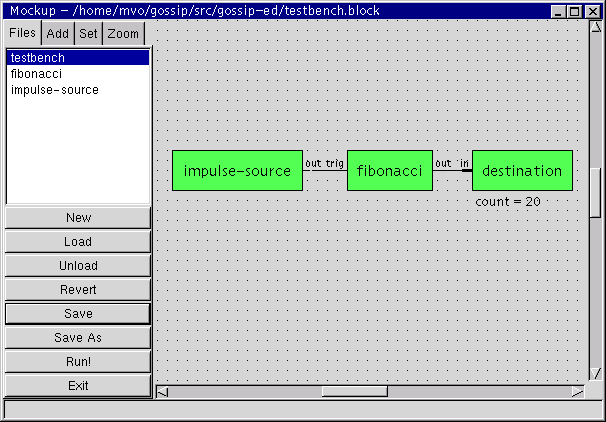 Mockup – /home/mvo/gossip/src/gossip–ed/testbench.block
Files Add Set Zoom
testbench
fibonacci
impulse–source
New
Load
Unload
Revert
Save
Save As
Run!
Exit
impulse–source out trig fibonacci out in destination
count = 20